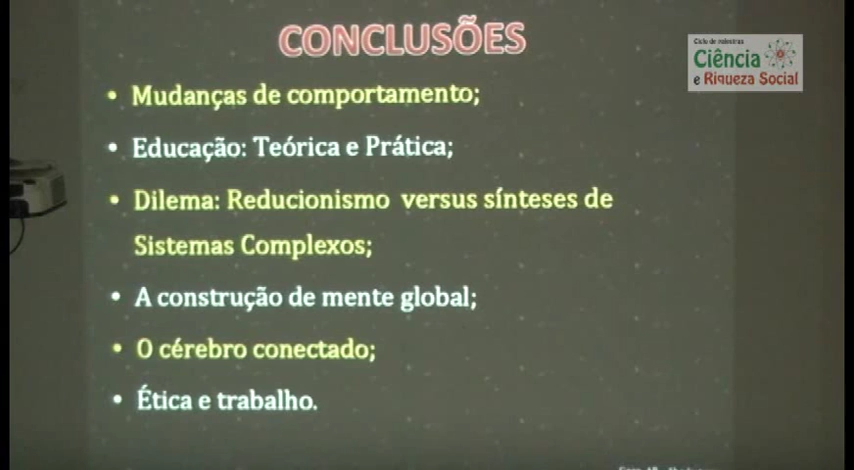 CONCLUSÕES
Ciclo de palestras
Ciência
e Riqueza Social
• Mudanças de comportamento;
• Educação: Teórica e Prática;
• Dilema: Reducionismo versus sínteses de
Sistemas Complexos;
• A construção de mente global;
• O cérebro conectado;
• Ética e trabalho.